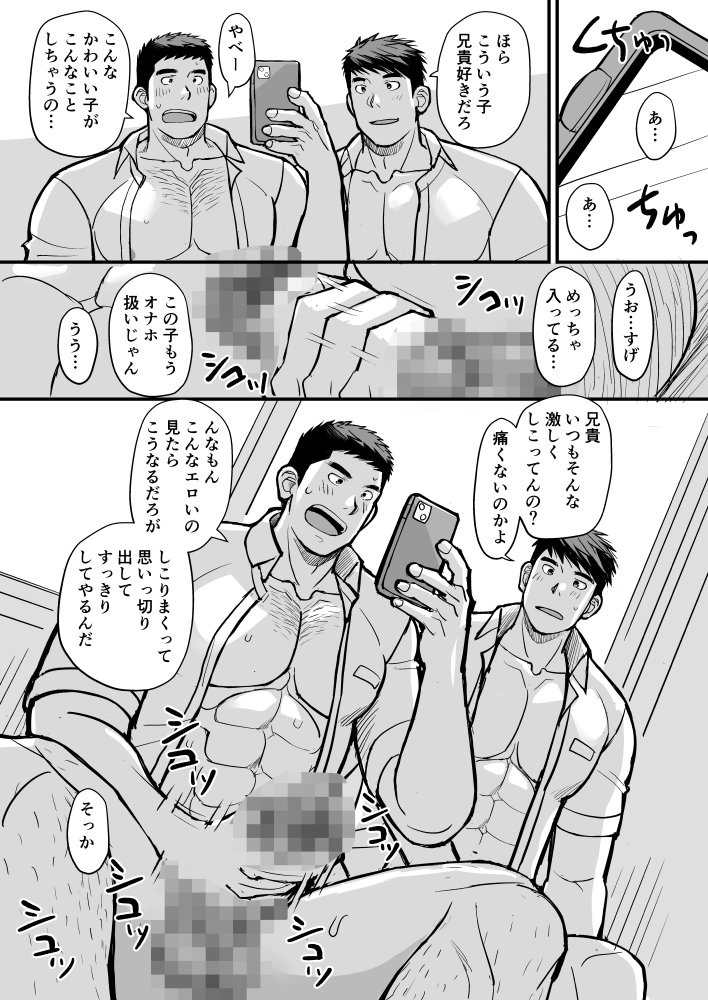 くちゅっ
あ…
あ…
ちゅっ
ほら
こういう子
兄貴好きだろ
やべー
こんな
かわいい子が
こんなこと
しちゃうの…
うお…すげ
めっちゃ
入ってる…
シコッ
この子もう
オナホ
扱いじゃん
シコッ
うう…
兄貴
いつもそんな
激しく
しこってんの?
痛くないのかよ
んなもん
こんなエロいの
見たら
こうなるだろが
しこりまくって
思いっ切り
出して
すっきり
してやるんだ
シコッ
シコッ
そっか
シコッ
シコッ
シコッ